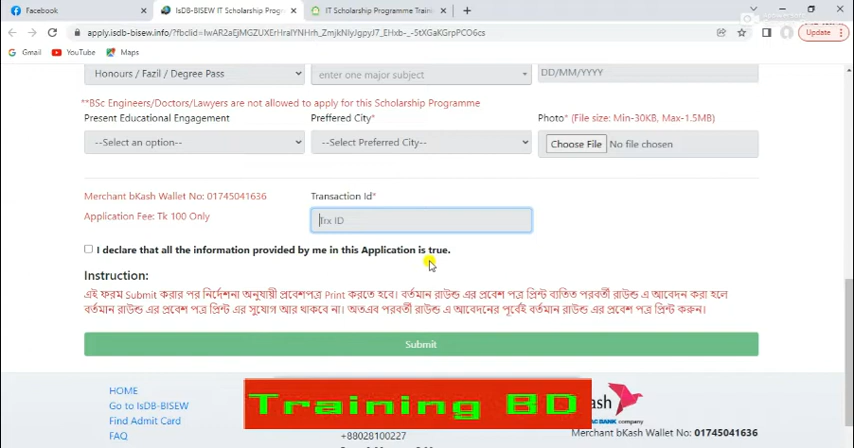 Facebook
IsDB-BISEW IT Scholarship Prog
IT Scholarship Programme Traini
apply.isdb-bisew.info/?fbclid=IwAR2aEjMGZUXErHraIYNHrh_ZmjkNIyJgpyJ7_EHxb-_-5tXGaKGrpPCO6cs
Update
Gmail YouTube Maps
Honours / Fazil / Degree Pass
enter one major subject
DD/MM/YYYY
**BSc Engineers/Doctors/Lawyers are not allowed to apply for this Scholarship Programme
Present Educational Engagement
Preffered City*
Photo* (File size: Min-30KB, Max-1.5MB)
--Select an option--
--Select Preferred City--
Choose File No file chosen
Merchant bKash Wallet No: 01745041636
Transaction Id*
Application Fee: Tk 100 Only
Trx ID
I declare that all the information provided by me in this Application is true.
Instruction:
এই ফরম Submit করার পর নির্দেশনা অনুযায়ী প্রবেশপত্র Print করতে হবে। বর্তমান রাউন্ড এর প্রবেশ পত্র প্রিন্ট ব্যতিত পরবর্তী রাউন্ড এ আবেদন করা হলে
বর্তমান রাউন্ড এর প্রবেশ পত্র প্রিন্ট এর সুযোগ আর থাকবে না। অতএব পরবর্তী রাউন্ড এ আবেদনের পূর্বেই বর্তমান রাউন্ড এর প্রবেশ পত্র প্রিন্ট করুন।
Submit
HOME
Go to IsDB-BISEW
Find Admit Card
FAQ
Training BD
+88028100227
ash
AC BANK company
Merchant bKash Wallet No: 01745041636